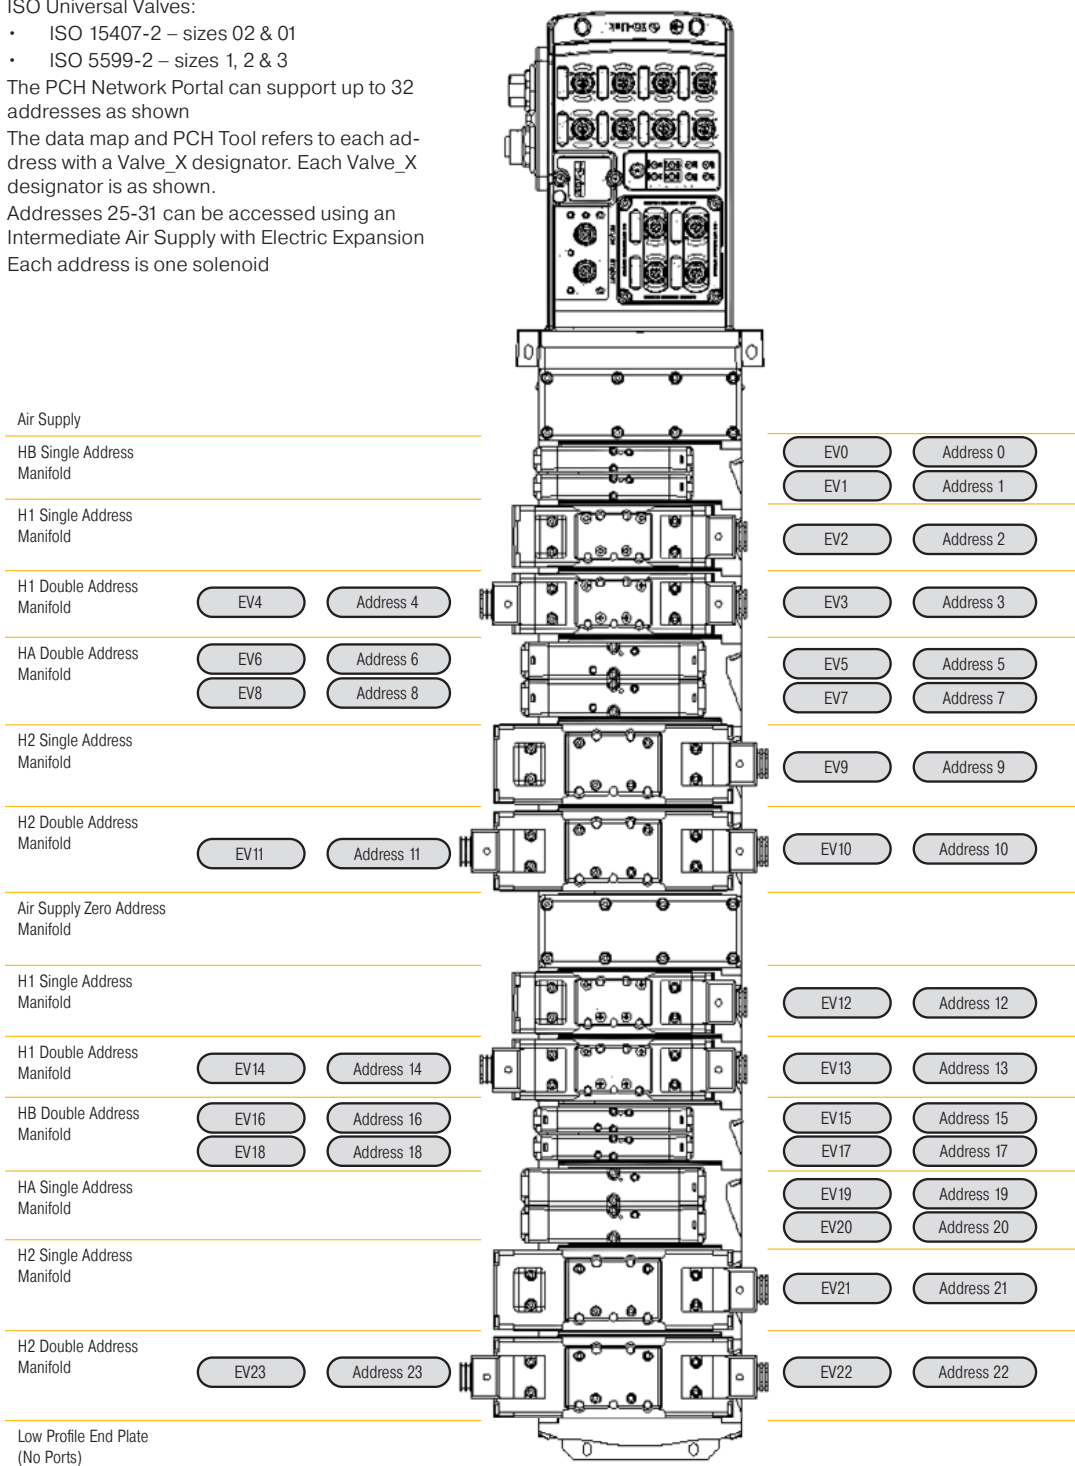 ISO Universal Valves:
• ISO 15407-2 – sizes 02 & 01
• ISO 5599-2 – sizes 1, 2 & 3
The PCH Network Portal can support up to 32
addresses as shown
The data map and PCH Tool refers to each ad-
dress with a Valve_X designator. Each Valve_X
designator is as shown.
Addresses 25-31 can be accessed using an
Intermediate Air Supply with Electric Expansion
Each address is one solenoid
Air Supply
HB Single Address
Manifold
EV0 Address 0
EV1 Address 1
H1 Single Address
Manifold
EV2 Address 2
H1 Double Address
Manifold
EV4 Address 4
EV3 Address 3
HA Double Address
Manifold
EV6 Address 6
EV8 Address 8
EV5 Address 5
EV7 Address 7
H2 Single Address
Manifold
EV9 Address 9
H2 Double Address
Manifold
EV11 Address 11
EV10 Address 10
Air Supply Zero Address
Manifold
H1 Single Address
Manifold
EV12 Address 12
H1 Double Address
Manifold
EV14 Address 14
EV13 Address 13
HB Double Address
Manifold
EV16 Address 16
EV18 Address 18
EV15 Address 15
EV17 Address 17
HA Single Address
Manifold
EV19 Address 19
EV20 Address 20
H2 Single Address
Manifold
EV21 Address 21
H2 Double Address
Manifold
EV23 Address 23
EV22 Address 22
Low Profile End Plate
(No Ports)